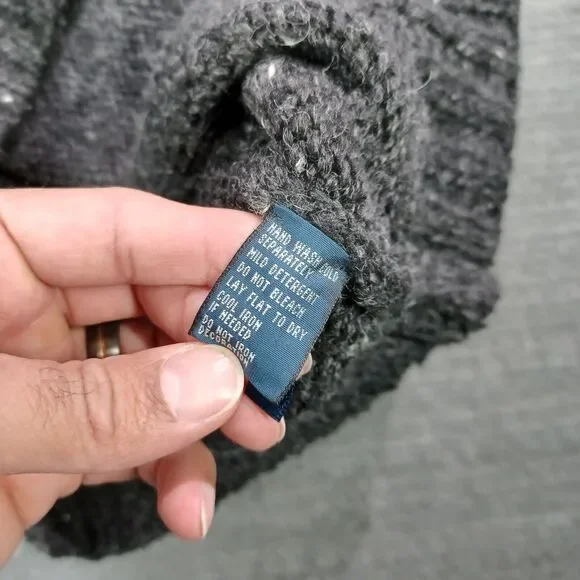 HAND WASH COLD
SEPARATELY
MILD DETERGENT
DO NOT BLEACH
LAY FLAT TO DRY
COOL IRON
IF NEEDED
DO NOT IRON
DECORATION